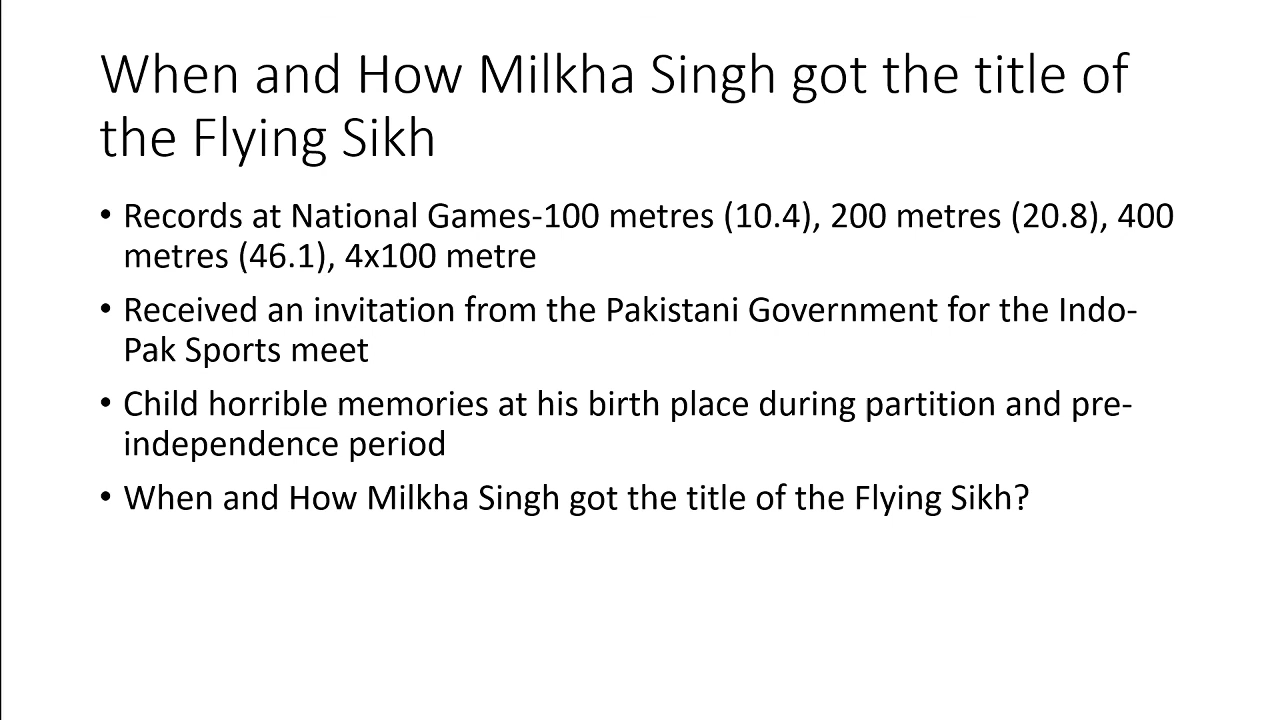 When and How Milkha Singh got the title of
the Flying Sikh
• Records at National Games-100 metres (10.4), 200 metres (20.8), 400
metres (46.1), 4x100 metre
• Received an invitation from the Pakistani Government for the Indo-
Pak Sports meet
• Child horrible memories at his birth place during partition and pre-
independence period
• When and How Milkha Singh got the title of the Flying Sikh?